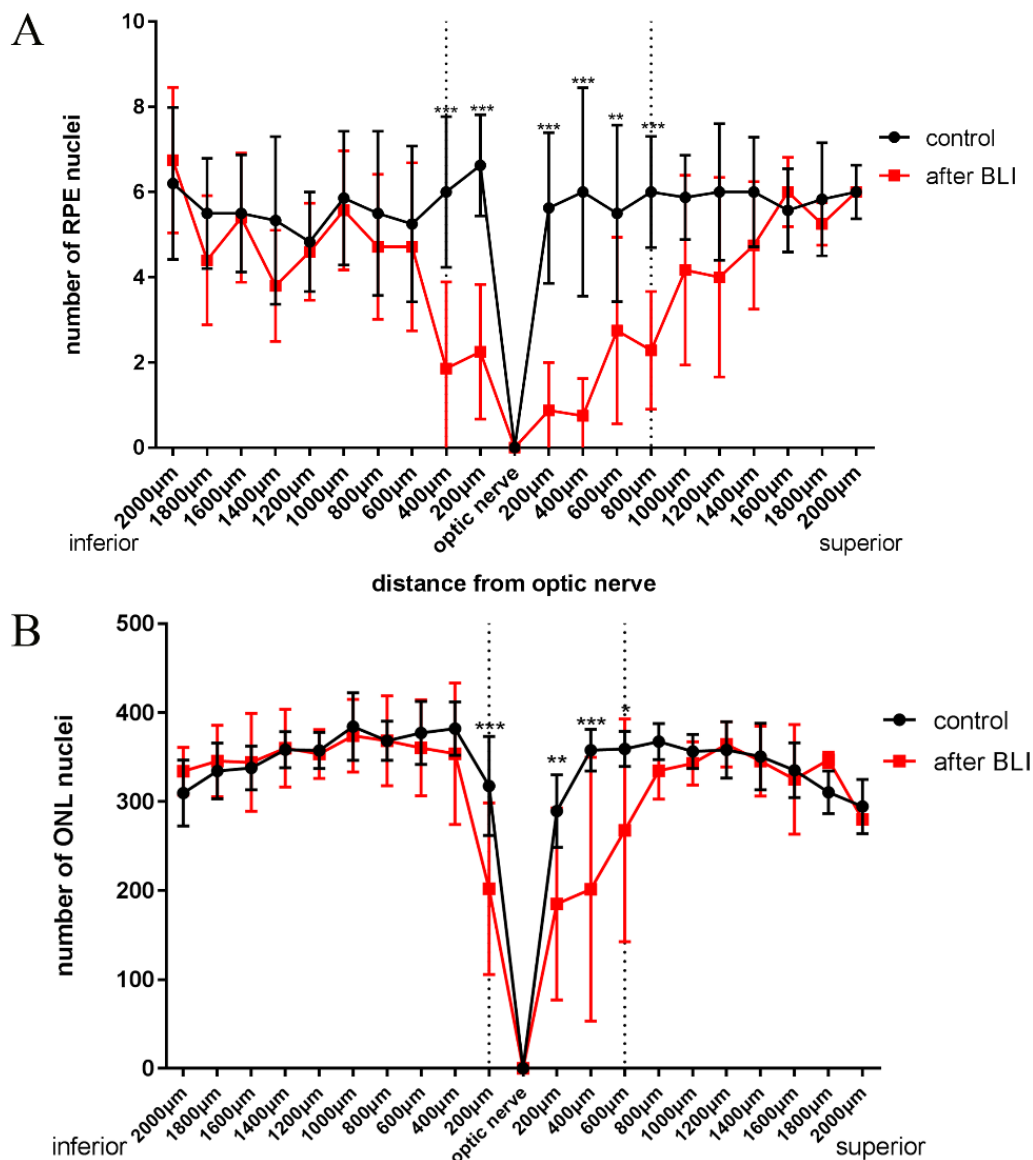 A
10
8
6
4
2
0
number of RPE nuclei
***
***
***
***
**
***
control
after BLI
2000µm
1800µm
1600µm
1400µm
1200µm
1000µm
800µm
600µm
400µm
200µm
optic nerve
200µm
400µm
600µm
800µm
1000µm
1200µm
1400µm
1600µm
1800µm
2000µm
inferior
superior
distance from optic nerve
B
500
400
300
200
100
0
number of ONL nuclei
***
**
***
*
control
after BLI
2000µm
1800µm
1600µm
1400µm
1200µm
1000µm
800µm
600µm
400µm
200µm
optic nerve
200µm
400µm
600µm
800µm
1000µm
1200µm
1400µm
1600µm
1800µm
2000µm
inferior
superior